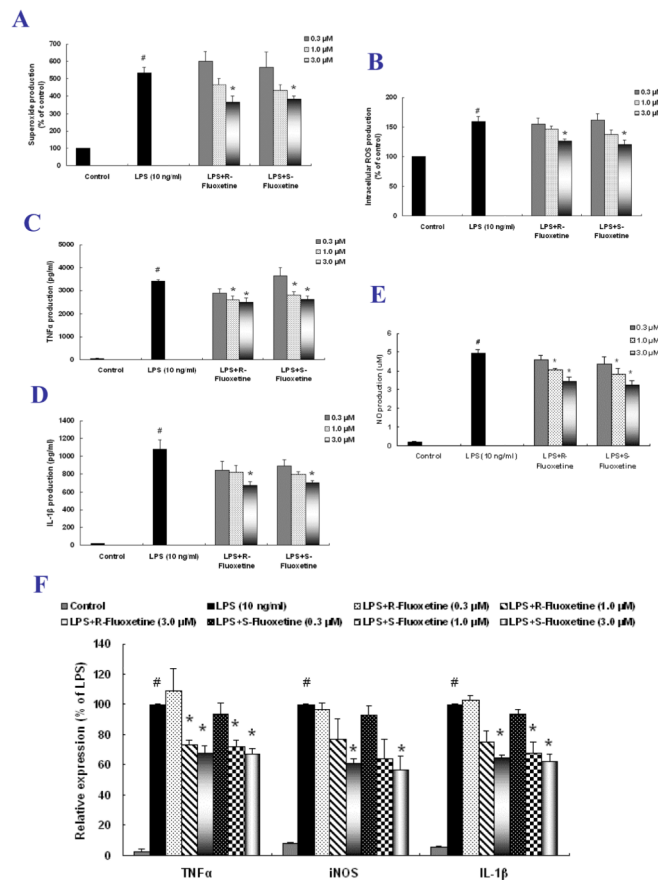 A
0.3 µM
1.0 µM
3.0 µM
Superoxide production
(% of control)
700
600
500
400
300
200
100
0
#
*
*
Control
LPS (10 ng/ml)
LPS+R-
Fluoxetine
LPS+S-
Fluoxetine
B
0.3 µM
1.0 µM
3.0 µM
Intracellular ROS production
(% of control)
200
150
100
50
0
#
*
*
Control
LPS (10 ng/ml)
LPS+R-
Fluoxetine
LPS+S-
Fluoxetine
C
0.3 µM
1.0 µM
3.0 µM
TNFα production (pg/ml)
5000
4000
3000
2000
1000
0
#
* *
* *
Control
LPS (10 ng/ml)
LPS+R-
Fluoxetine
LPS+S-
Fluoxetine
D
0.3 µM
1.0 µM
3.0 µM
IL-1β production (pg/ml)
1400
1200
1000
800
600
400
200
0
#
*
*
Control
LPS (10 ng/ml)
LPS+R-
Fluoxetine
LPS+S-
Fluoxetine
E
0.3 µM
1.0 µM
3.0 µM
NO production (uM)
6
4
2
0
#
* *
* *
Control
LPS (10 ng/ml)
LPS+R-
Fluoxetine
LPS+S-
Fluoxetine
F
Control LPS (10 ng/ml) LPS+R-Fluoxetine (0.3 µM) LPS+R-Fluoxetine (1.0 µM)
LPS+R-Fluoxetine (3.0 µM) LPS+S-Fluoxetine (0.3 µM) LPS+S-Fluoxetine (1.0 µM) LPS+S-Fluoxetine (3.0 µM)
Relative expression (% of LPS)
140
120
100
80
60
40
20
0
# * * * *
# * *
# * * *
TNFα iNOS IL-1β